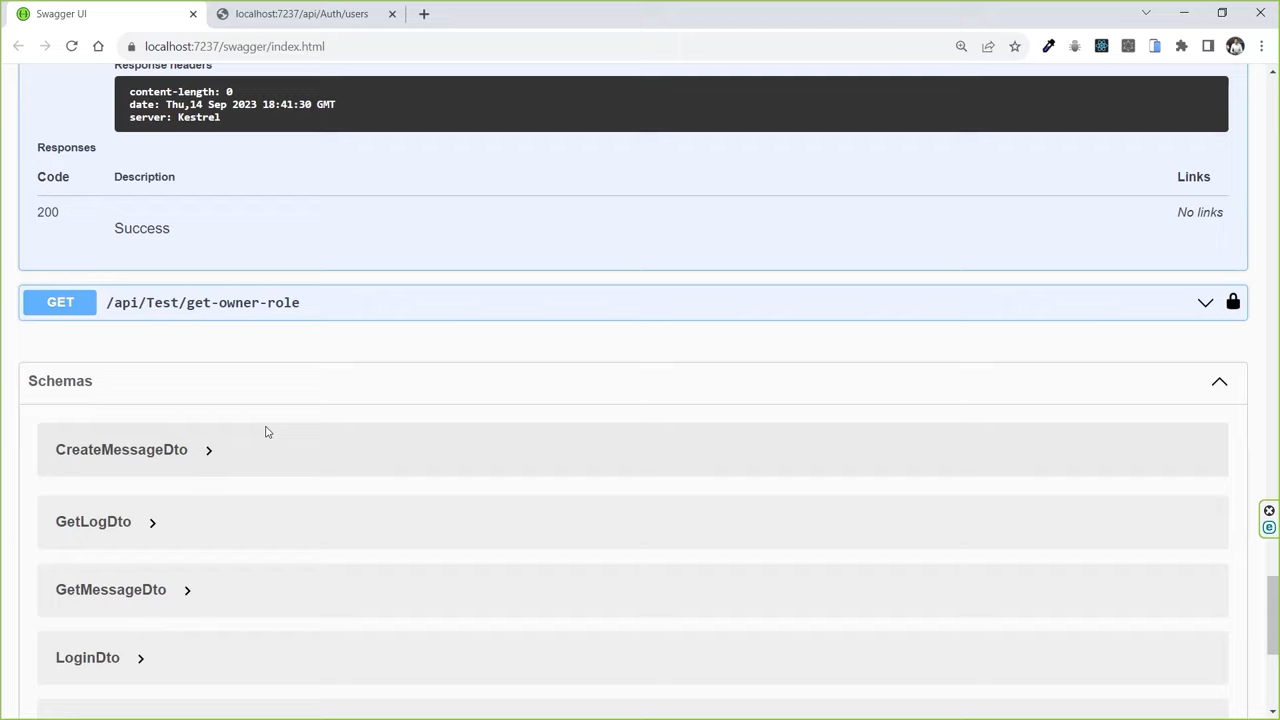 Swagger UI
localhost:7237/api/Auth/users
localhost:7237/swagger/index.html
Response headers
content-length: 0
date: Thu,14 Sep 2023 18:41:30 GMT
server: Kestrel
Responses
Code Description Links
200 Success No links
GET /api/Test/get-owner-role
Schemas
CreateMessageDto
GetLogDto
GetMessageDto
LoginDto